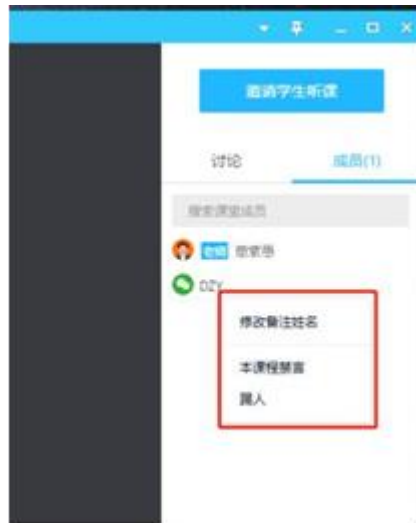 邀请学生听课
讨论 成员(1)
搜索课堂成员
老师
DZY
修改备注姓名
本课程禁言
踢人